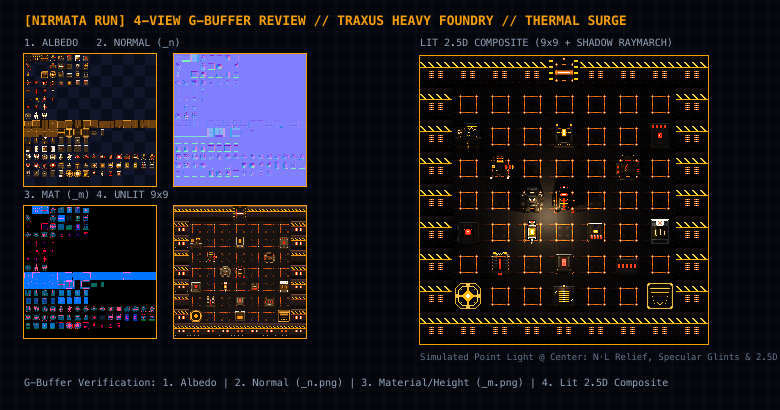 [NIRMATA RUN] 4-VIEW G-BUFFER REVIEW // TRAXUS HEAVY FOUNDRY // THERMAL SURGE
1. ALBEDO 2. NORMAL (_n)
LIT 2.5D COMPOSITE (9x9 + SHADOW RAYMARCH)
3. MAT (_m) 4. UNLIT 9x9
Simulated Point Light @ Center: N·L Relief, Specular Glints & 2.5D
G-Buffer Verification: 1. Albedo | 2. Normal (_n.png) | 3. Material/Height (_m.png) | 4. Lit 2.5D Composite